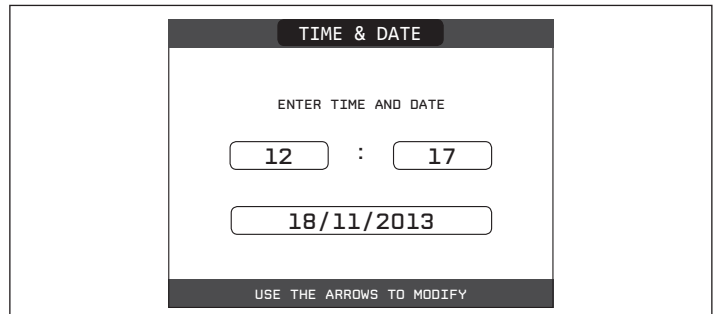 TIME & DATE
ENTER TIME AND DATE
12 : 17
18/11/2013
USE THE ARROWS TO MODIFY